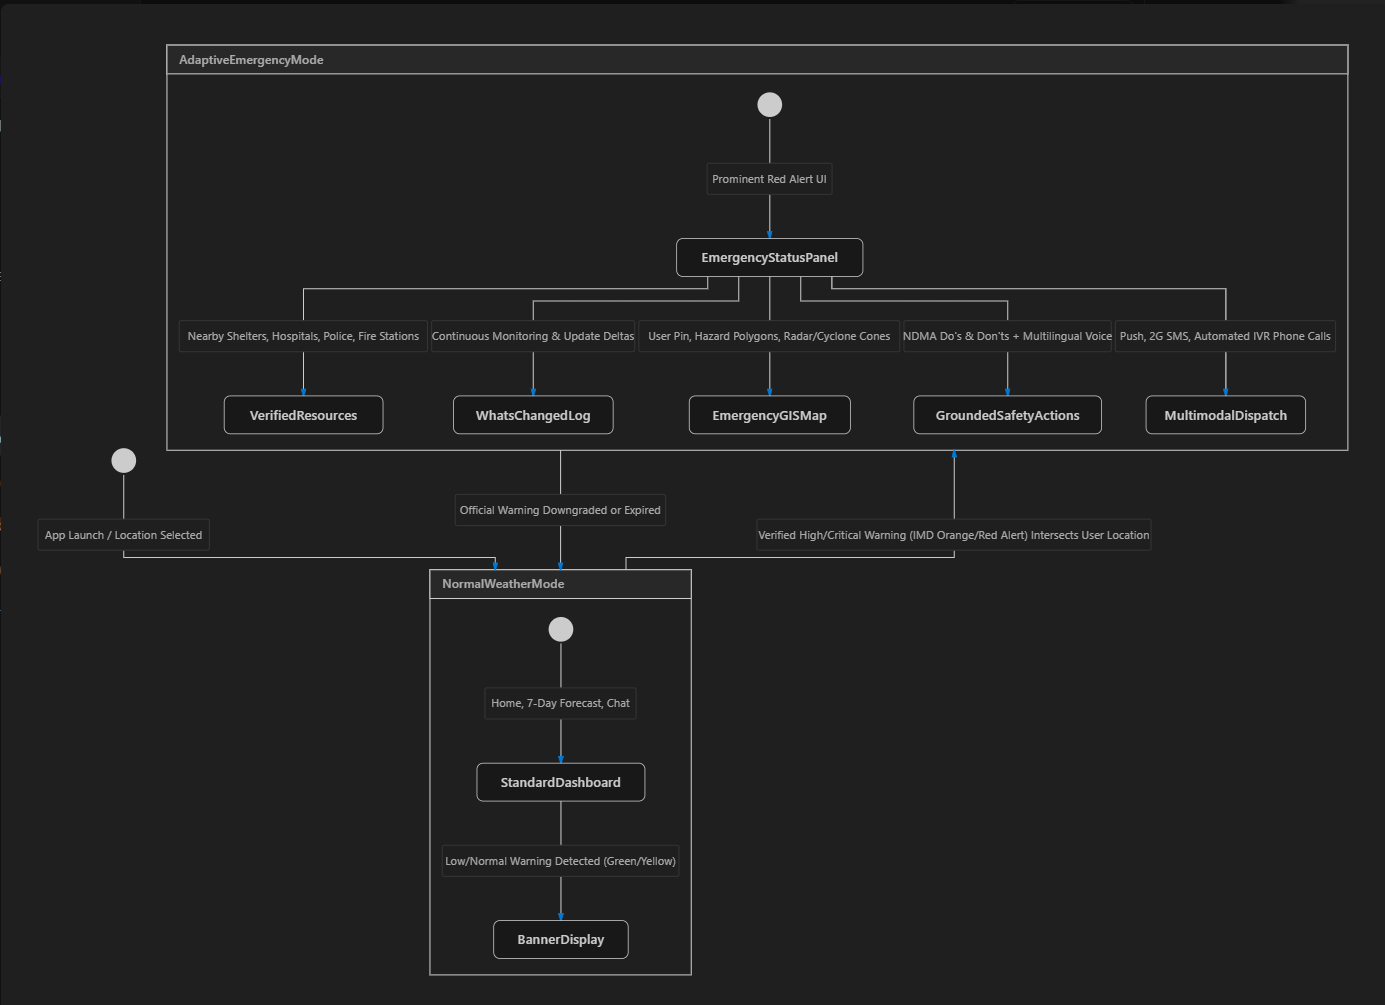 AdaptiveEmergencyMode
Prominent Red Alert UI
EmergencyStatusPanel
Nearby Shelters, Hospitals, Police, Fire Stations
Continuous Monitoring & Update Deltas
User Pin, Hazard Polygons, Radar/Cyclone Cones
NDMA Do's & Don'ts + Multilingual Voice
Push, 2G SMS, Automated IVR Phone Calls
VerifiedResources
WhatsChangedLog
EmergencyGISMap
GroundedSafetyActions
MultimodalDispatch
Official Warning Downgraded or Expired
App Launch / Location Selected
Verified High/Critical Warning (IMD Orange/Red Alert) Intersects User Location
NormalWeatherMode
Home, 7-Day Forecast, Chat
StandardDashboard
Low/Normal Warning Detected (Green/Yellow)
BannerDisplay